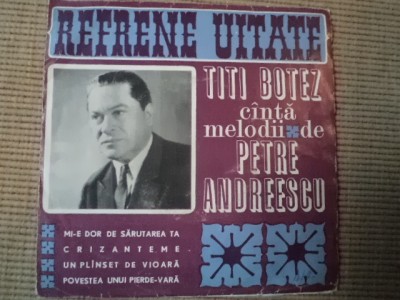 REFRENE UITATE
TITI BOTEZ
cîntă
melodii de
PETRE
ANDREESCU
MI-E DOR DE SĂRUTAREA TA
CRIZANTEME
UN PLÎNSET DE VIOARĂ
POVESTEA UNUI PIERDE-VARĂ